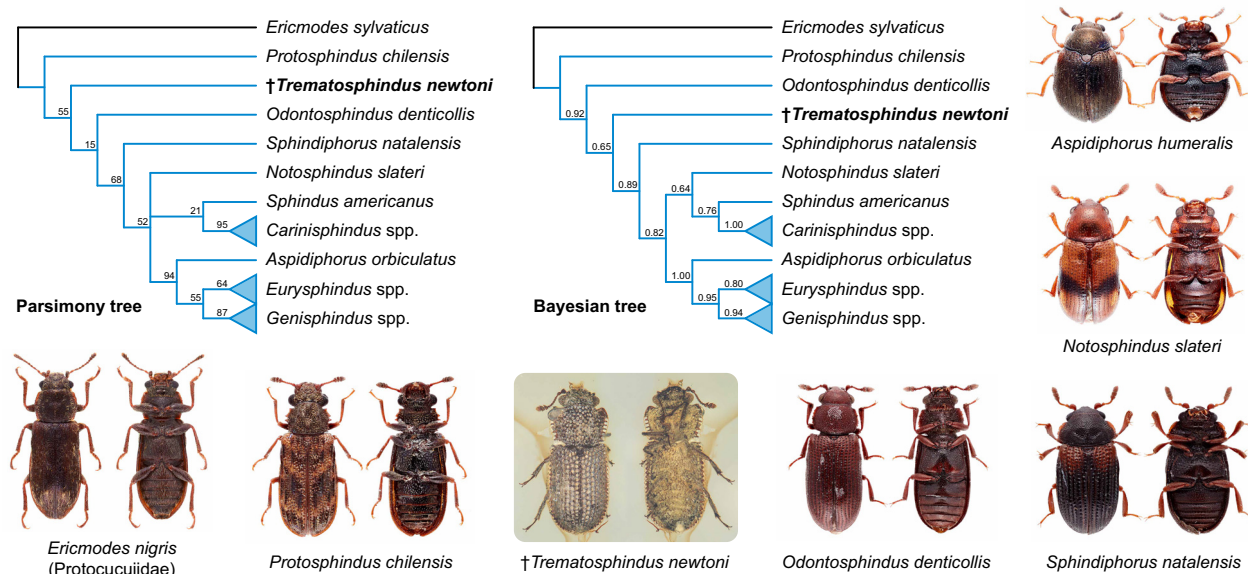 Ericmodes sylvaticus
Protosphindus chilensis
†Trematosphindus newtoni
55
Odontosphindus denticollis
15
Sphindiphorus natalensis
68
Notosphindus slateri
Sphindus americanus
21
52
95
Carinisphindus spp.
Aspidiphorus orbiculatus
94
64
Eurysphindus spp.
55
87
Genisphindus spp.
Parsimony tree
Ericmodes sylvaticus
Protosphindus chilensis
Odontosphindus denticollis
0.92
†Trematosphindus newtoni
0.65
Sphindiphorus natalensis
0.89
Notosphindus slateri
0.64
Sphindus americanus
0.76
0.82
1.00
Carinisphindus spp.
Aspidiphorus orbiculatus
1.00
0.80
Eurysphindus spp.
0.95
0.94
Genisphindus spp.
Bayesian tree
Aspidiphorus humeralis
Notosphindus slateri
Ericmodes nigris
(Protocucujidae)
Protosphindus chilensis
†Trematosphindus newtoni
Odontosphindus denticollis
Sphindiphorus natalensis